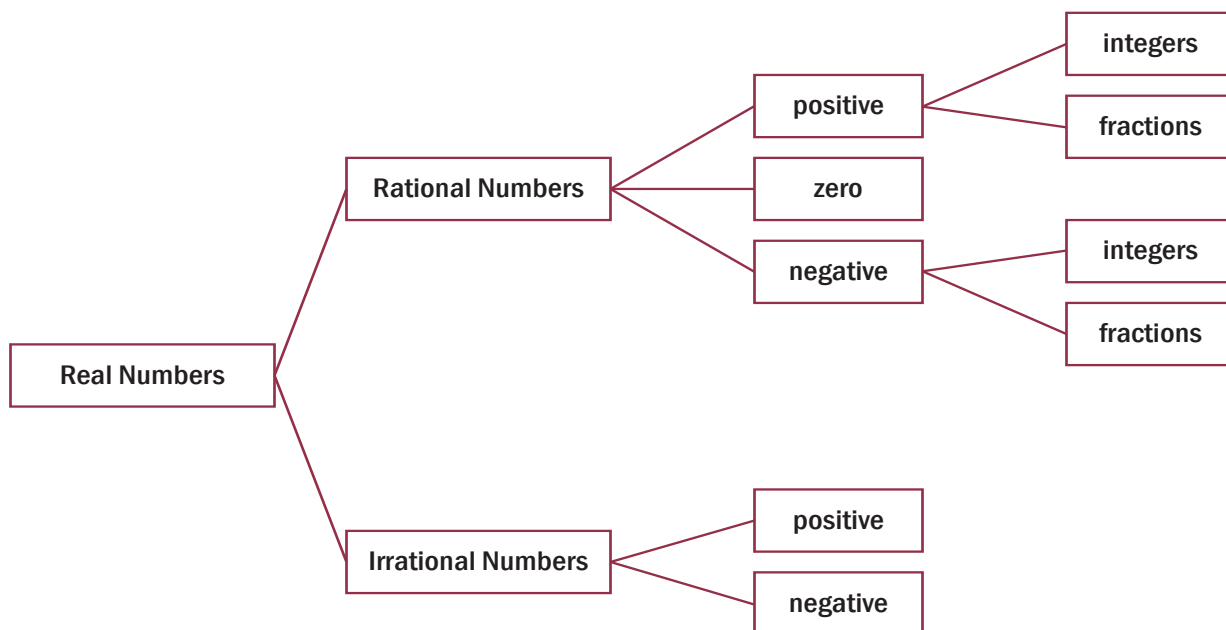 integers
positive
fractions
Rational Numbers
zero
integers
negative
fractions
Real Numbers
positive
Irrational Numbers
negative